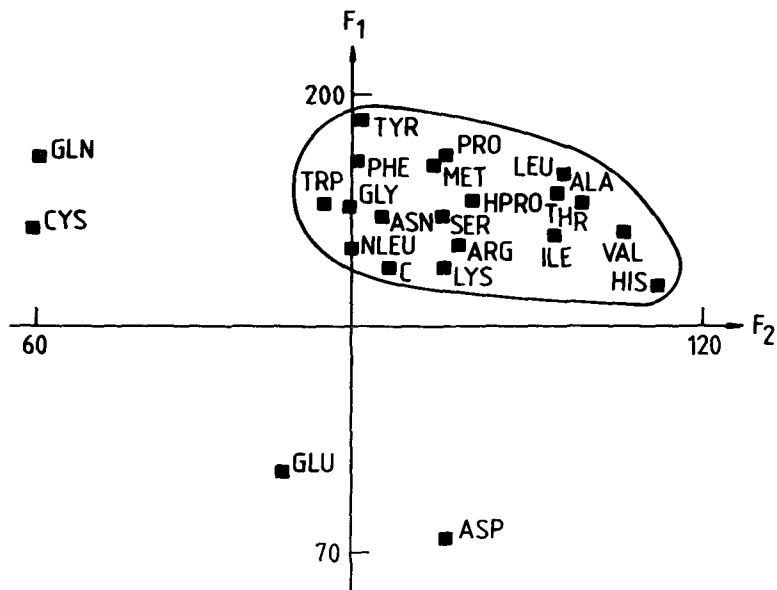 F1
200
TYR
GLN
PRO
PHE
MET
LEU
ALA
TRP
GLY
HPRO
THR
CYS
ASN
SER
NLEU
ARG
ILE
VAL
C
LYS
HIS
60
120
F2
GLU
ASP
70